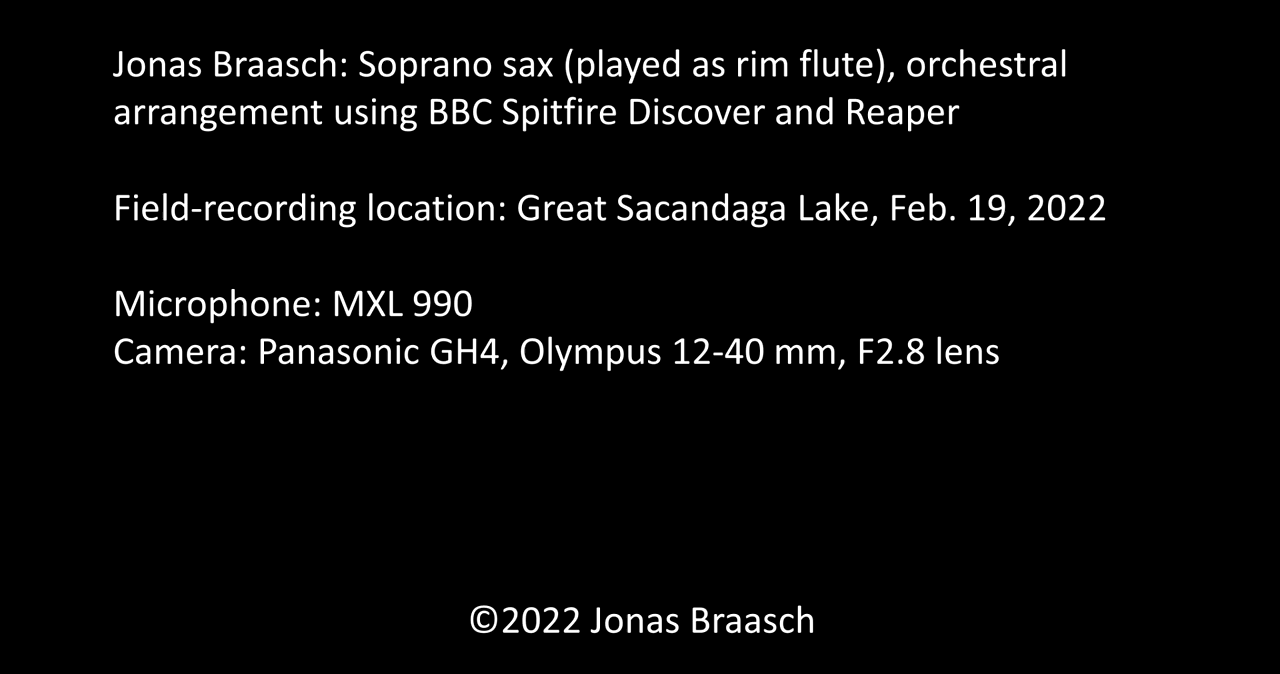 Jonas Braasch: Soprano sax (played as rim flute), orchestral
arrangement using BBC Spitfire Discover and Reaper
Field-recording location: Great Sacandaga Lake, Feb. 19, 2022
Microphone: MXL 990
Camera: Panasonic GH4, Olympus 12-40 mm, F2.8 lens
©2022 Jonas Braasch